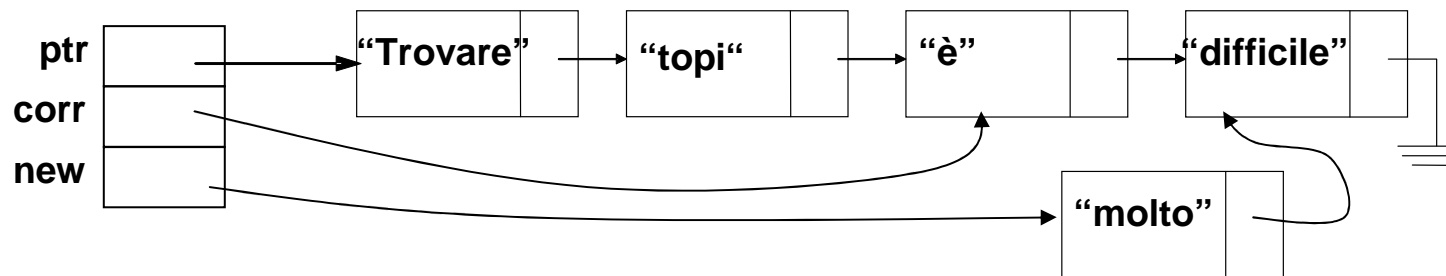 ptr “Trovare” “topi“ “è” “difficile”
corr
new
“molto”